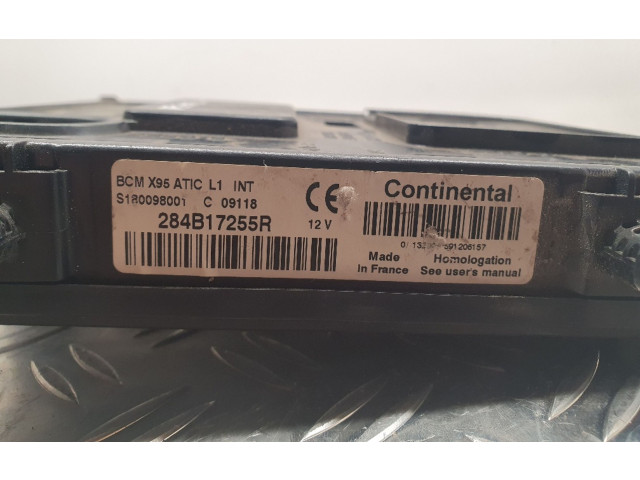 BCM X95 ATIC L1 INT
S180098001 C 09118
284B17255R
12 V
CE
Continental
Made in France
Homologation
See user's manual